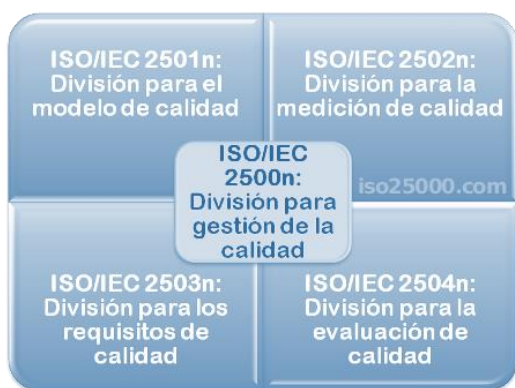 ISO/IEC 2501n:
División para el
modelo de calidad
ISO/IEC 2502n:
División para la
medición de calidad
ISO/IEC
2500n:
División para
gestión de la
calidad
iso25000.com
ISO/IEC 2503n:
División para los
requisitos de
calidad
ISO/IEC 2504n:
División para la
evaluación de
calidad